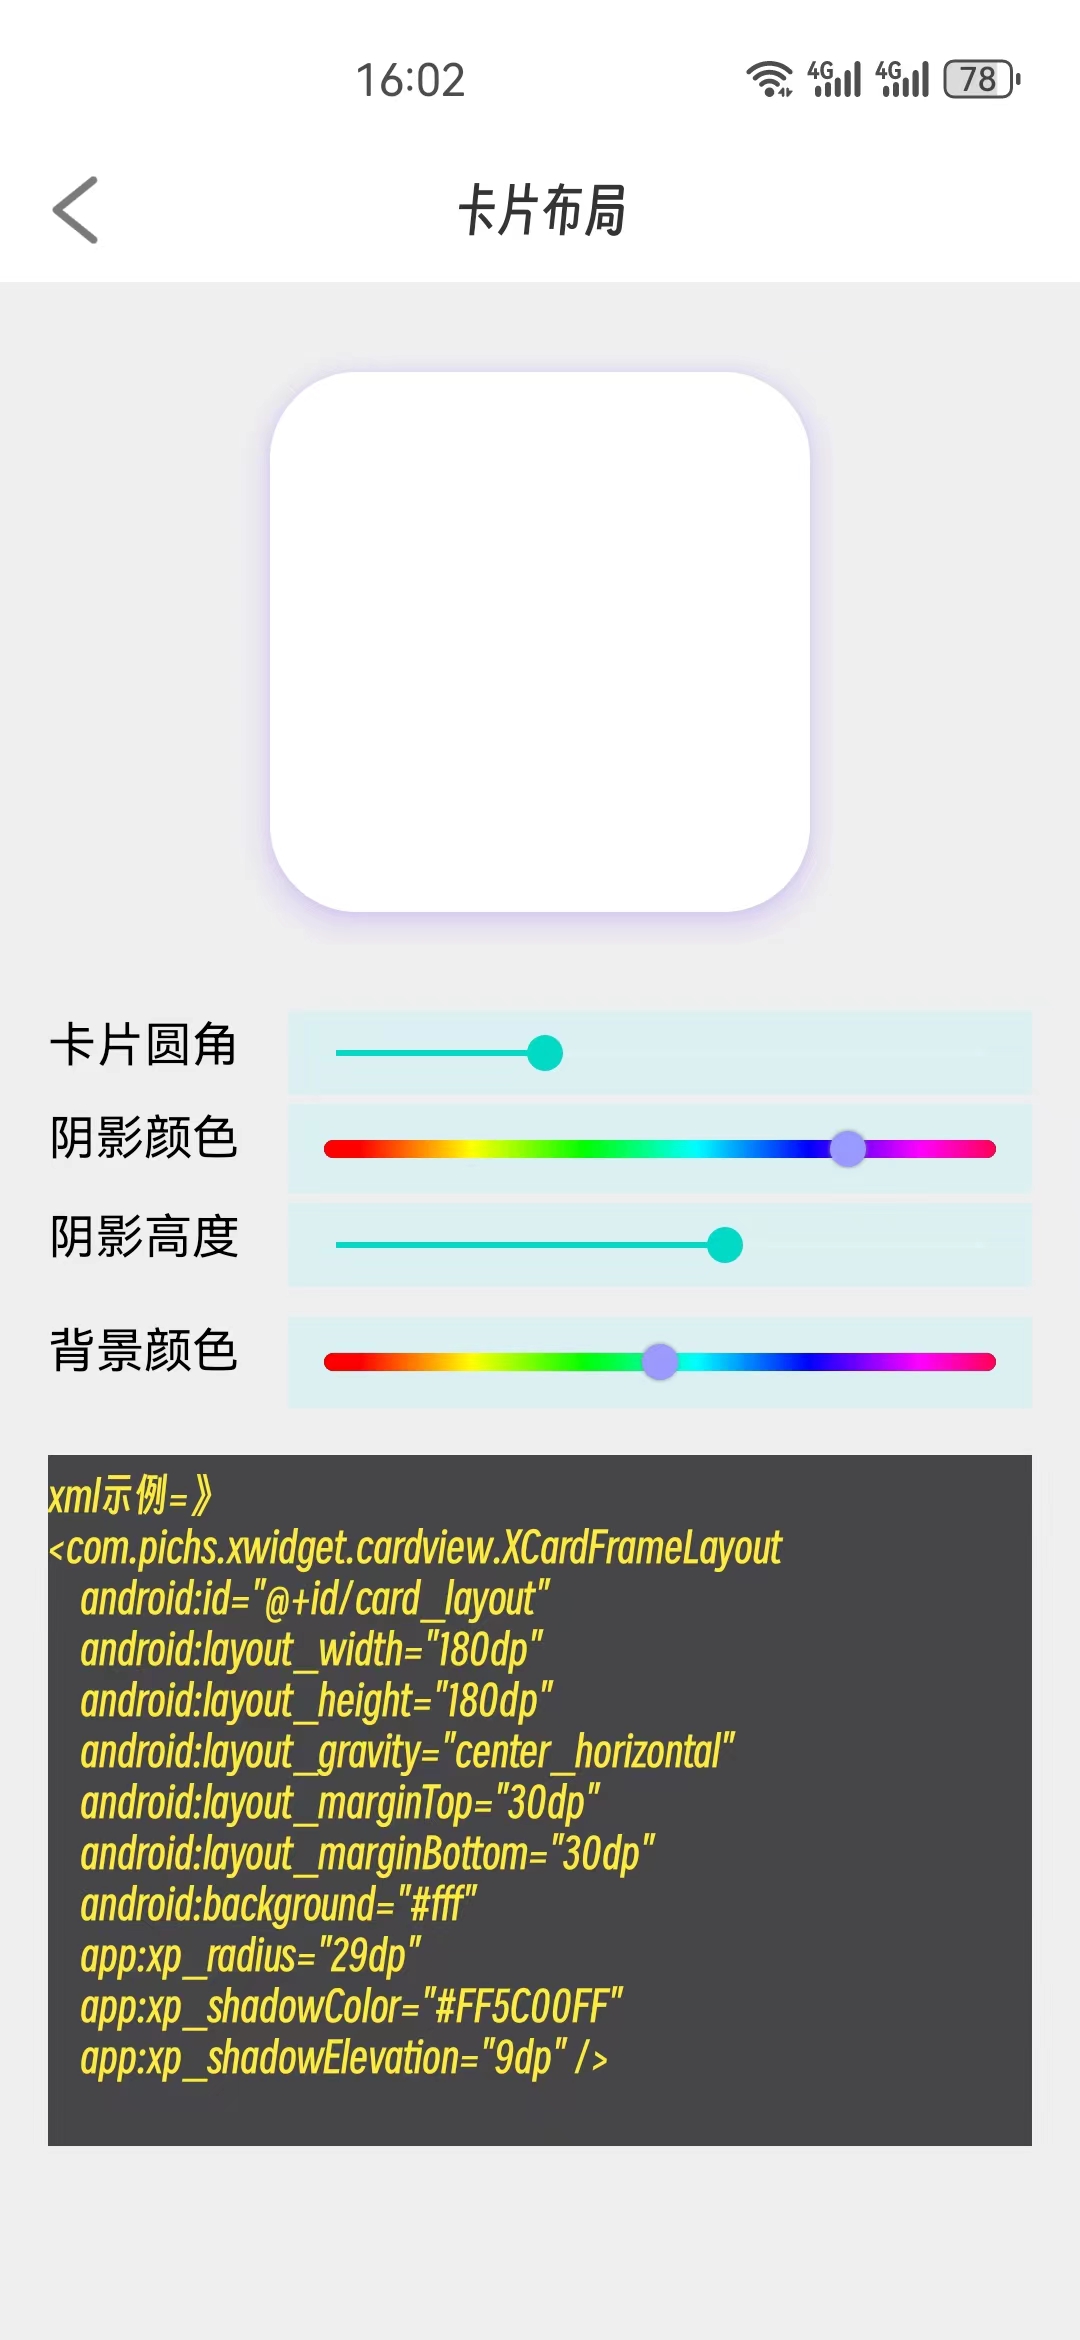 16:02
4G 4G 78
卡片布局
卡片圆角
阴影颜色
阴影高度
背景颜色
xml示例=》
<com.pichs.xwidget.cardview.XCardFrameLayout
android:id="@+id/card_layout"
android:layout_width="180dp"
android:layout_height="180dp"
android:layout_gravity="center_horizontal"
android:layout_marginTop="30dp"
android:layout_marginBottom="30dp"
android:background="#fff"
app:xp_radius="29dp"
app:xp_shadowColor="#FF5C00FF"
app:xp_shadowElevation="9dp" />